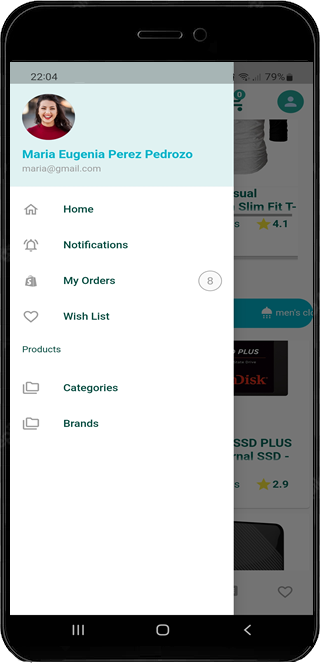 22:04
79%
0
Maria Eugenia Perez Pedrozo
maria@gmail.com
Home
Notifications
My Orders
8
Wish List
Products
Categories
Brands
sual
Slim Fit T-
s
4.1
men's clo
PLUS
Disk
SSD PLUS
rnal SSD -
s
2.9